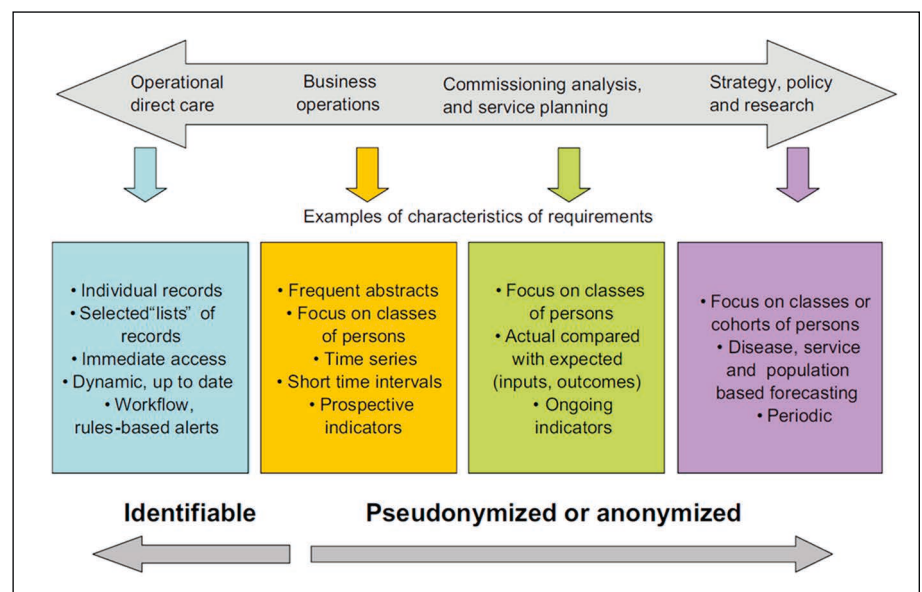 Operational
direct care
Business
operations
Commissioning analysis,
and service planning
Strategy, policy
and research
Examples of characteristics of requirements
• Individual records
• Selected“lists” of
records
• Immediate access
• Dynamic, up to date
• Workflow,
rules-based alerts
• Frequent abstracts
• Focus on classes
of persons
• Time series
• Short time intervals
• Prospective
indicators
• Focus on classes
of persons
• Actual compared
with expected
(inputs, outcomes)
• Ongoing
indicators
• Focus on classes or
cohorts of persons
• Disease, service
and population
based forecasting
• Periodic
Identifiable
Pseudonymized or anonymized